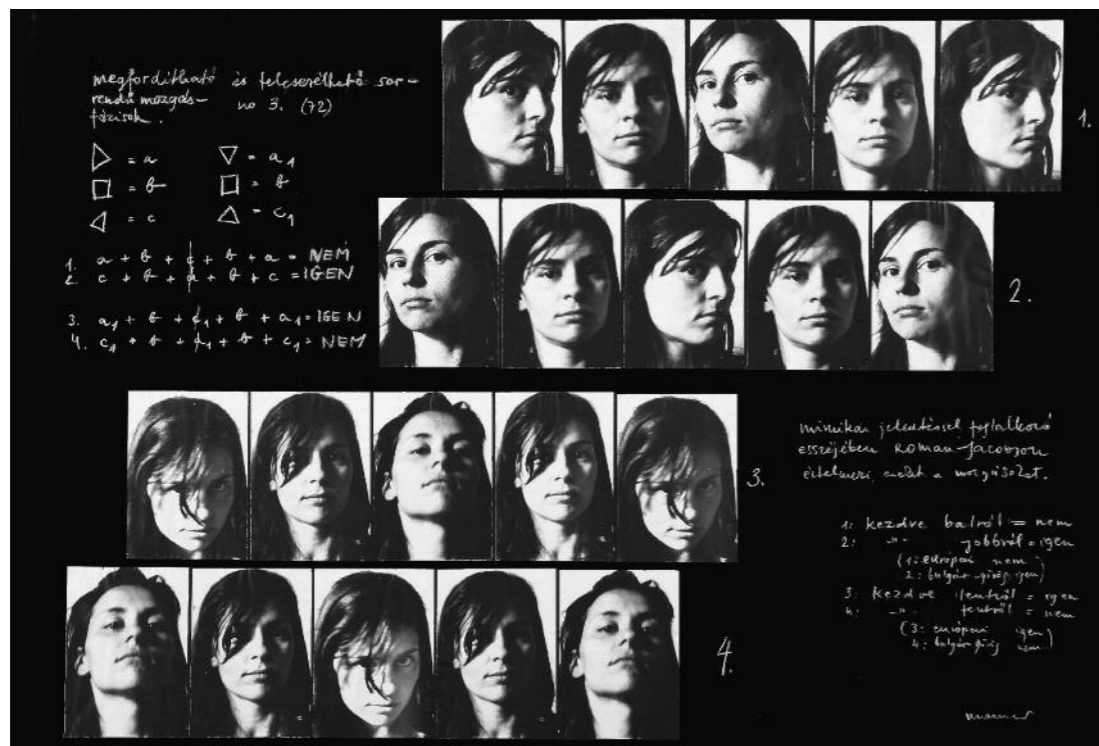 megfordítható és felcserélhető sor-
rendű mozgás- no 3. (72)
fázisok.
▷ = a ▽ = a₁
□ = b □ = b
◁ = c △ = c₁
1. a + b + c + b + a = NEM
2. c + b + a + b + c = IGEN
3. a₁ + b + c₁ + b + a₁ = IGEN
4. c₁ + b + a₁ + b + c₁ = NEM
1.
2.
3.
4.
mimikai jelentéssel foglalkozó
esszéjében Roman Jacobson
értelmezi ezeket a mozgásokat.
1: kezdve balról = nem
2: -"- jobbról = igen
(1: európai nem
2: bulgár-görög igen)
3: kezdve lentről = igen
4: -"- fentről = nem
(3: európai igen
4: bulgár-görög nem)